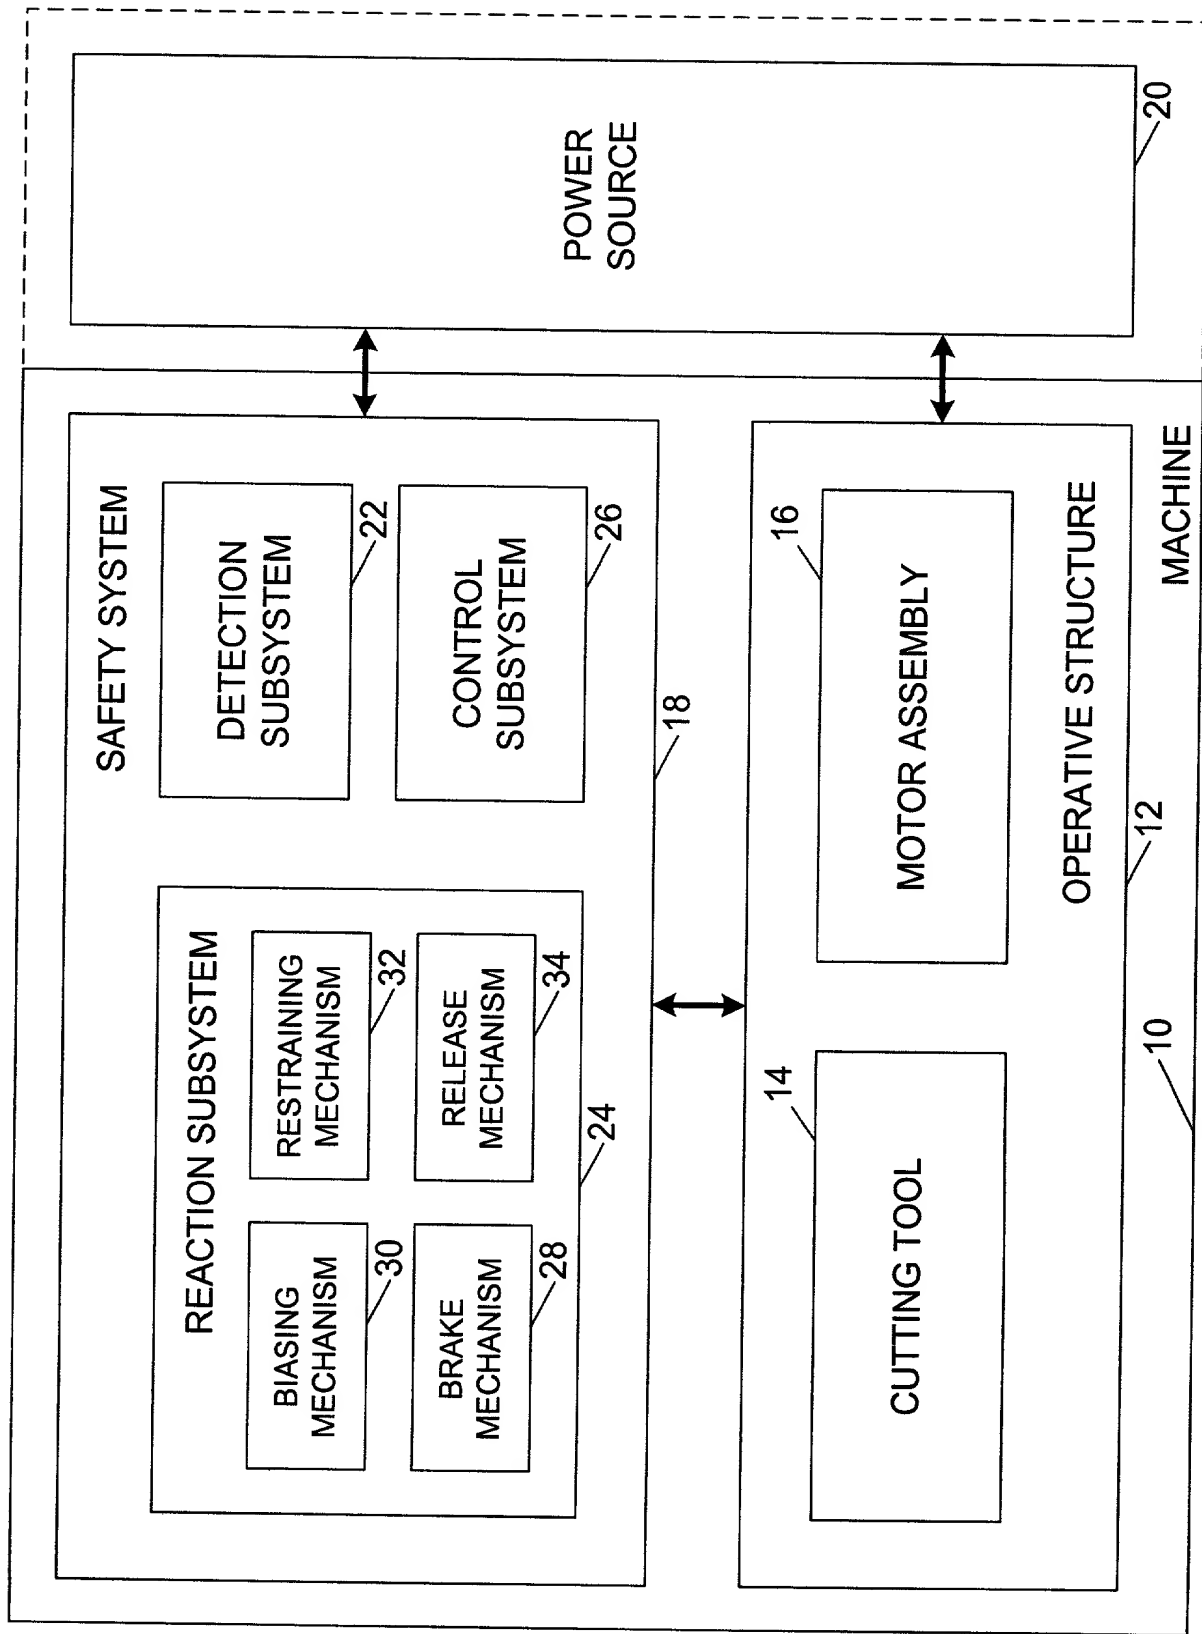 SAFETY SYSTEM
REACTION SUBSYSTEM
BIASING
MECHANISM
30
RESTRAINING
MECHANISM
32
BRAKE
MECHANISM
28
RELEASE
MECHANISM
34
24
DETECTION
SUBSYSTEM
22
CONTROL
SUBSYSTEM
26
18
POWER
SOURCE
20
14
CUTTING TOOL
16
MOTOR ASSEMBLY
OPERATIVE STRUCTURE
12
MACHINE
10